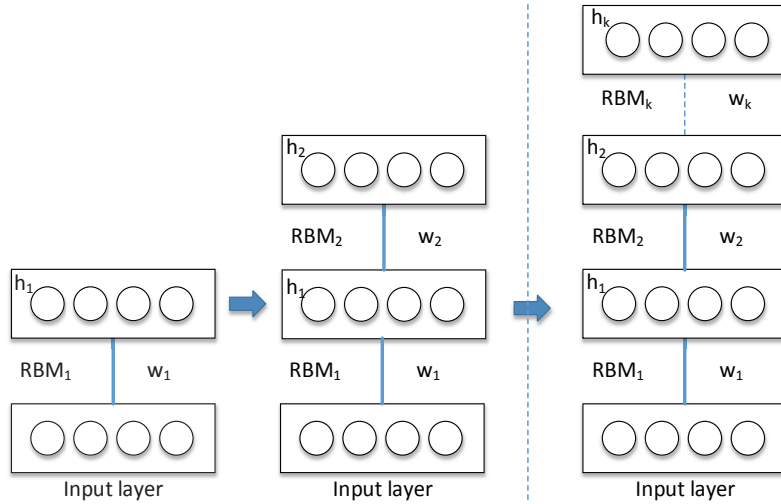 h₁
RBM₁ w₁
Input layer
h₂
RBM₂ w₂
h₁
RBM₁ w₁
Input layer
hₖ
RBMₖ wₖ
h₂
RBM₂ w₂
h₁
RBM₁ w₁
Input layer